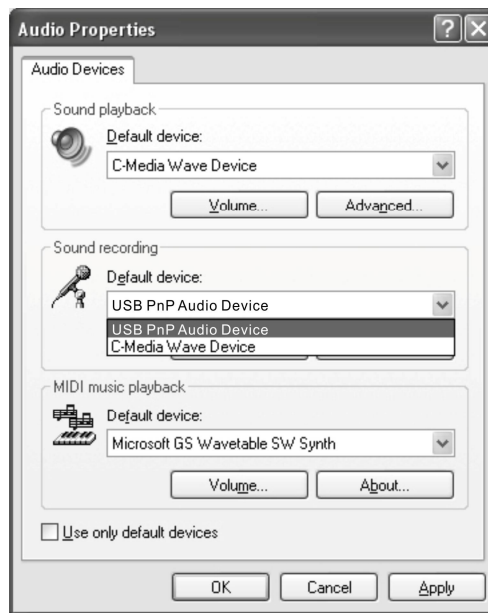 Audio Properties
Audio Devices
Sound playback
Default device:
C-Media Wave Device
Volume... Advanced...
Sound recording
Default device:
USB PnP Audio Device
USB PnP Audio Device
C-Media Wave Device
MIDI music playback
Default device:
Microsoft GS Wavetable SW Synth
Volume... About...
Use only default devices
OK Cancel Apply